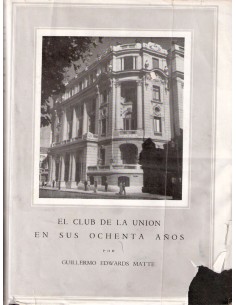 EL CLUB DE LA UNION
EN SUS OCHENTA AÑOS
POR
GUILLERMO EDWARDS MATTE